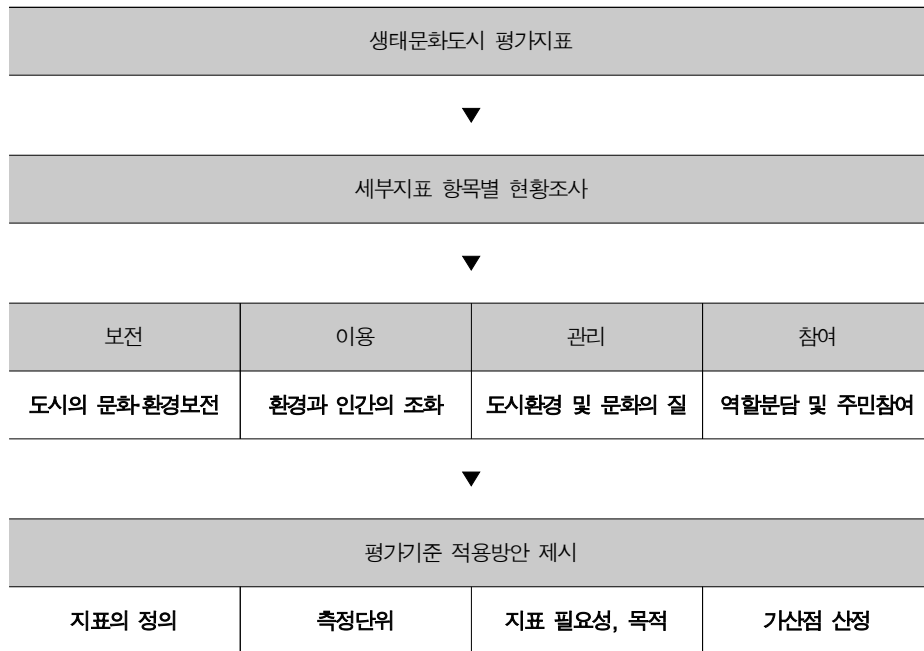 생태문화도시 평가지표
▼
세부지표 항목별 현황조사
▼
보전 이용 관리 참여
도시의 문화·환경보전 환경과 인간의 조화 도시환경 및 문화의 질 역할분담 및 주민참여
▼
평가기준 적용방안 제시
지표의 정의 측정단위 지표 필요성, 목적 가산점 산정